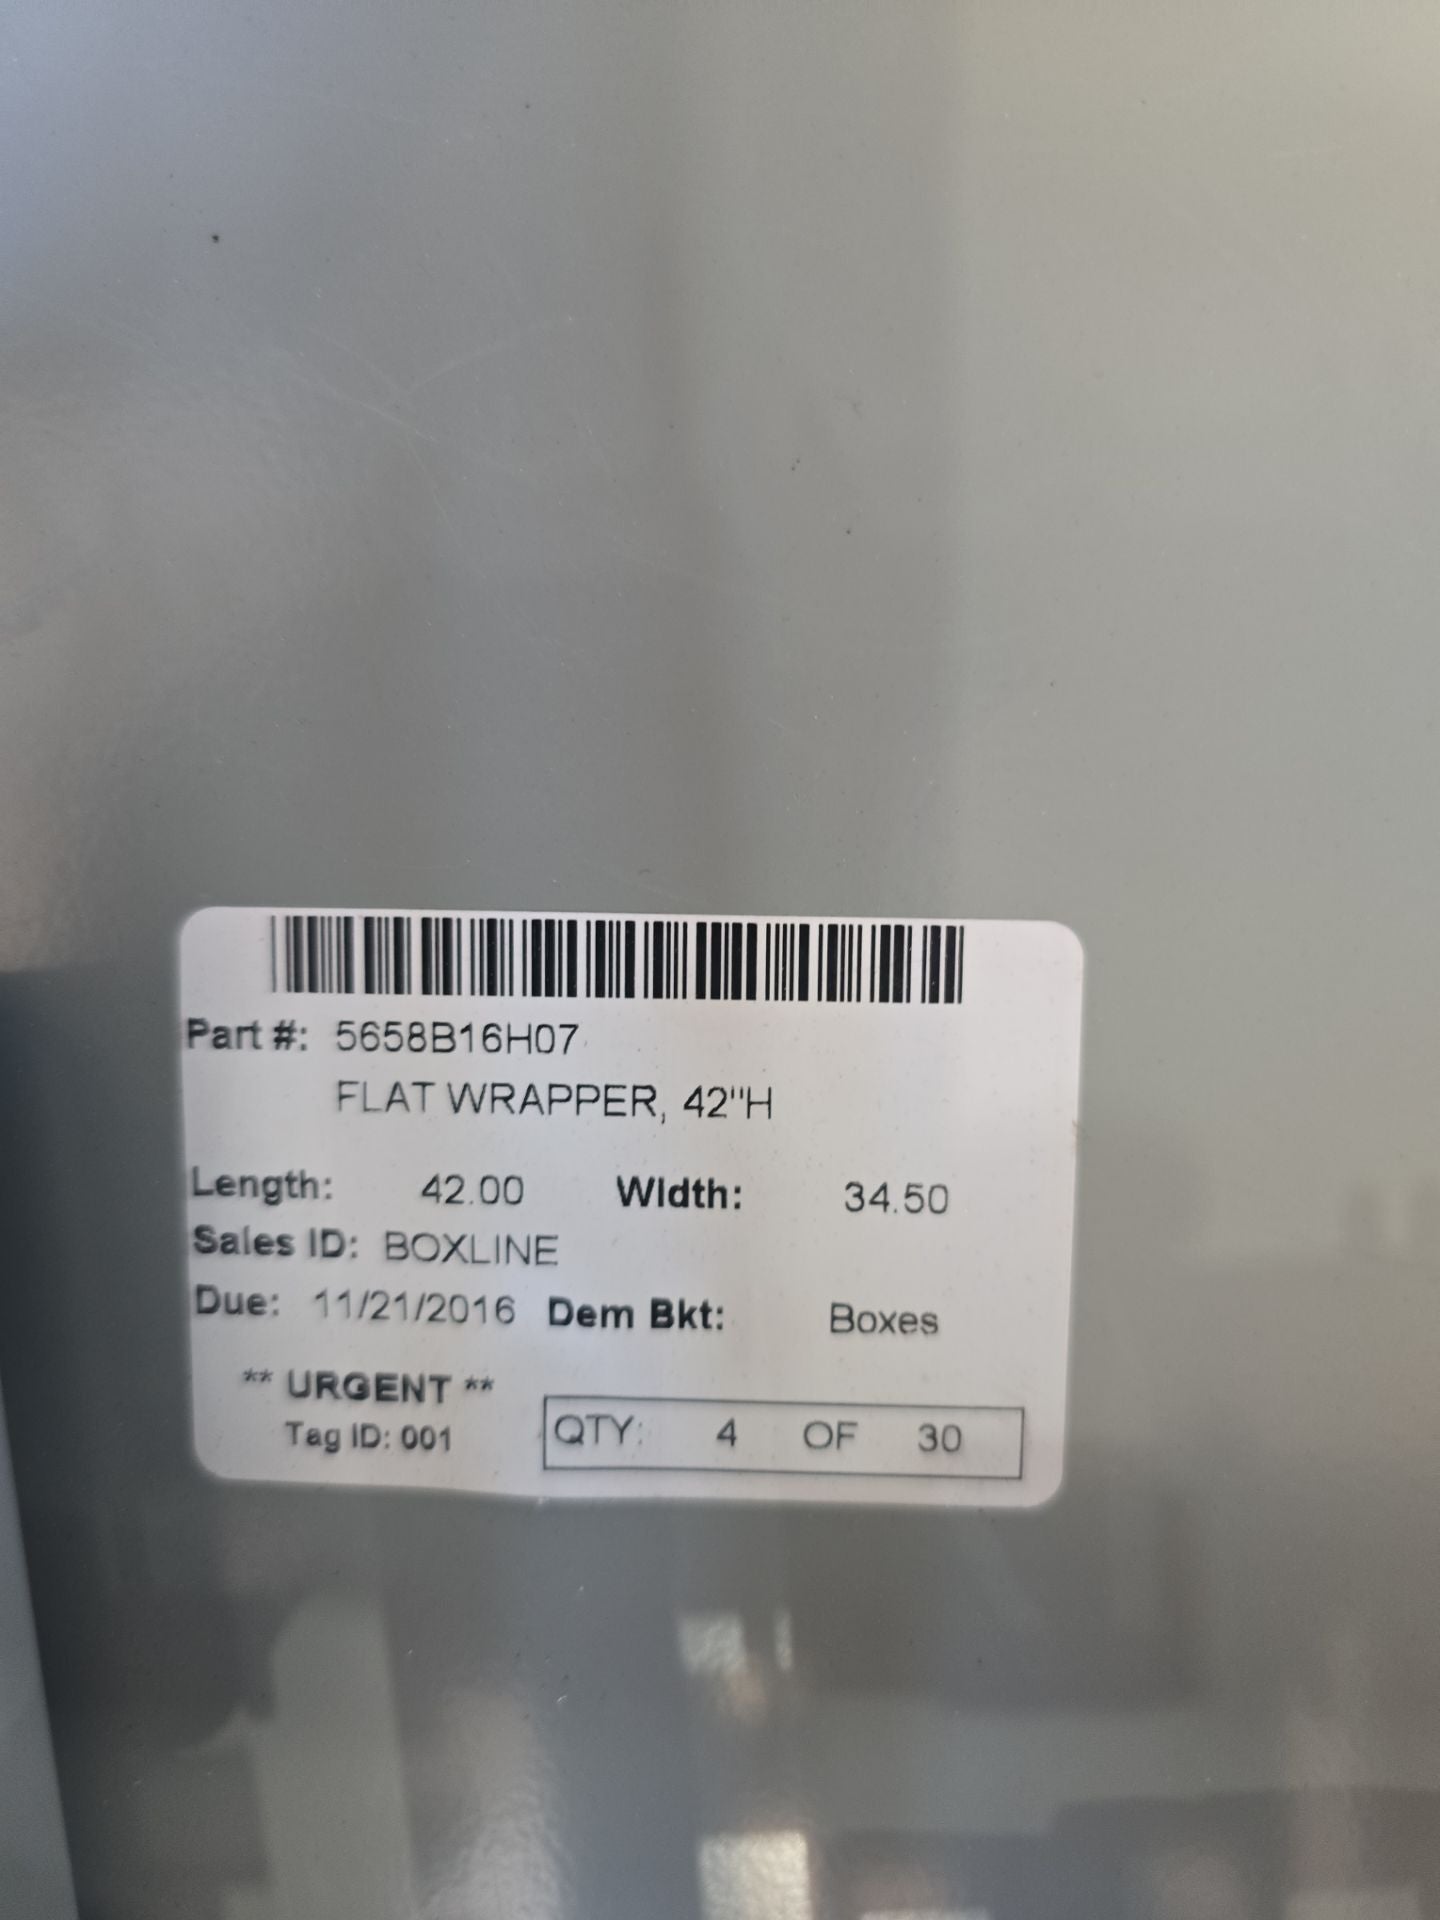 Part #: 5658B16H07
FLAT WRAPPER, 42"H
Length: 42.00 Width: 34.50
Sales ID: BOXLINE
Due: 11/21/2016 Dem Bkt: Boxes
** URGENT **
Tag ID: 001
QTY: 4 OF 30